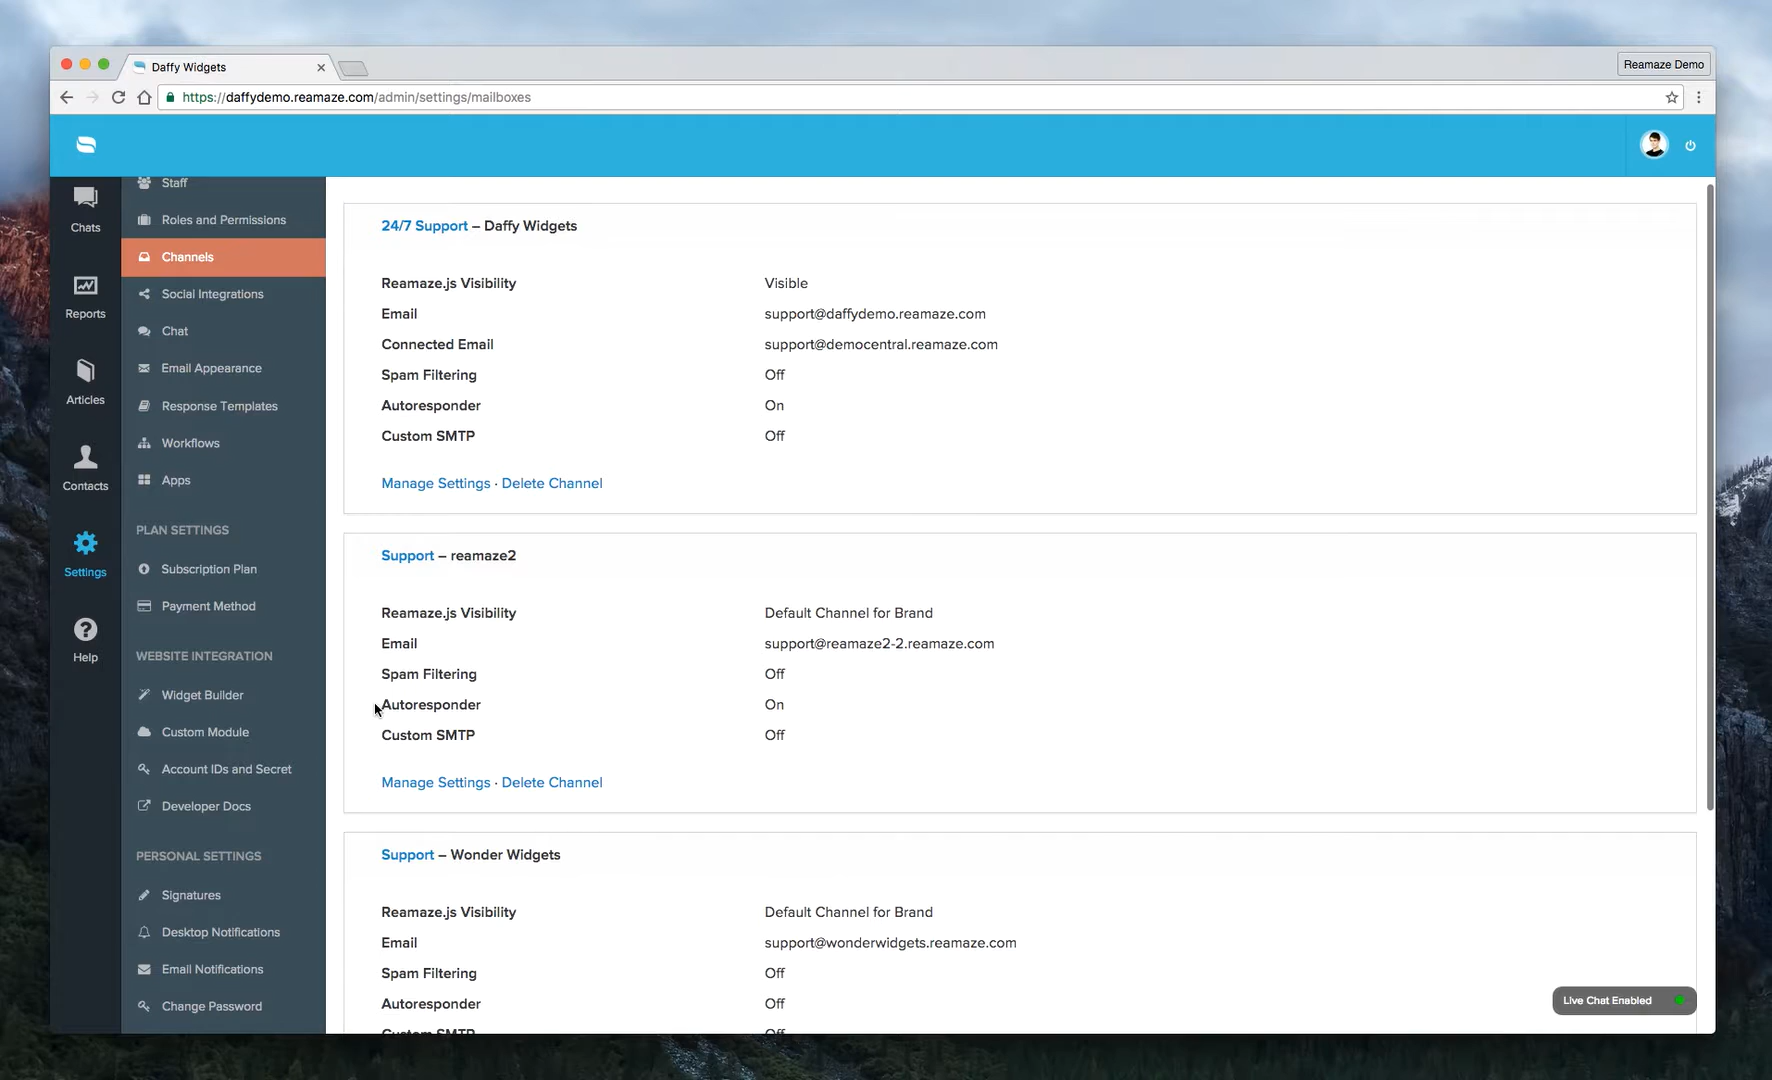 Daffy Widgets
Reamaze Demo
https://daffydemo.reamaze.com/admin/settings/mailboxes
Chats
Reports
Articles
Contacts
Settings
Help
Staff
Roles and Permissions
Channels
Social Integrations
Chat
Email Appearance
Response Templates
Workflows
Apps
PLAN SETTINGS
Subscription Plan
Payment Method
WEBSITE INTEGRATION
Widget Builder
Custom Module
Account IDs and Secret
Developer Docs
PERSONAL SETTINGS
Signatures
Desktop Notifications
Email Notifications
Change Password
24/7 Support – Daffy Widgets
Reamaze.js Visibility Visible
Email support@daffydemo.reamaze.com
Connected Email support@democentral.reamaze.com
Spam Filtering Off
Autoresponder On
Custom SMTP Off
Manage Settings · Delete Channel
Support – reamaze2
Reamaze.js Visibility Default Channel for Brand
Email support@reamaze2-2.reamaze.com
Spam Filtering Off
Autoresponder On
Custom SMTP Off
Manage Settings · Delete Channel
Support – Wonder Widgets
Reamaze.js Visibility Default Channel for Brand
Email support@wonderwidgets.reamaze.com
Spam Filtering Off
Autoresponder Off
Custom SMTP Off
Live Chat Enabled